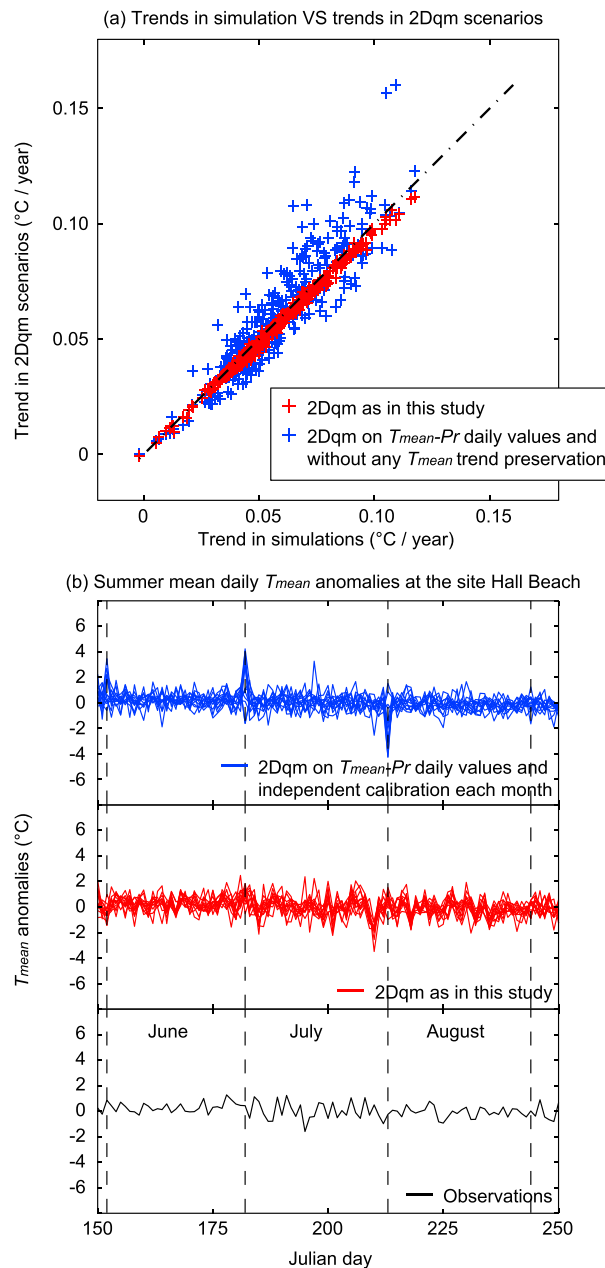 (a) Trends in simulation VS trends in 2Dqm scenarios
Trend in 2Dqm scenarios (°C / year)
0.15
0.10
0.05
0
2Dqm as in this study
2Dqm on Tmean-Pr daily values and
without any Tmean trend preservation
0 0.05 0.10 0.15
Trend in simulations (°C / year)
(b) Summer mean daily Tmean anomalies at the site Hall Beach
Tmean anomalies (°C)
6
4
2
0
-2
-4
-6
2Dqm on Tmean-Pr daily values and
independent calibration each month
6
4
2
0
-2
-4
-6
2Dqm as in this study
June July August
6
4
2
0
-2
-4
-6
Observations
150 175 200 225 250
Julian day